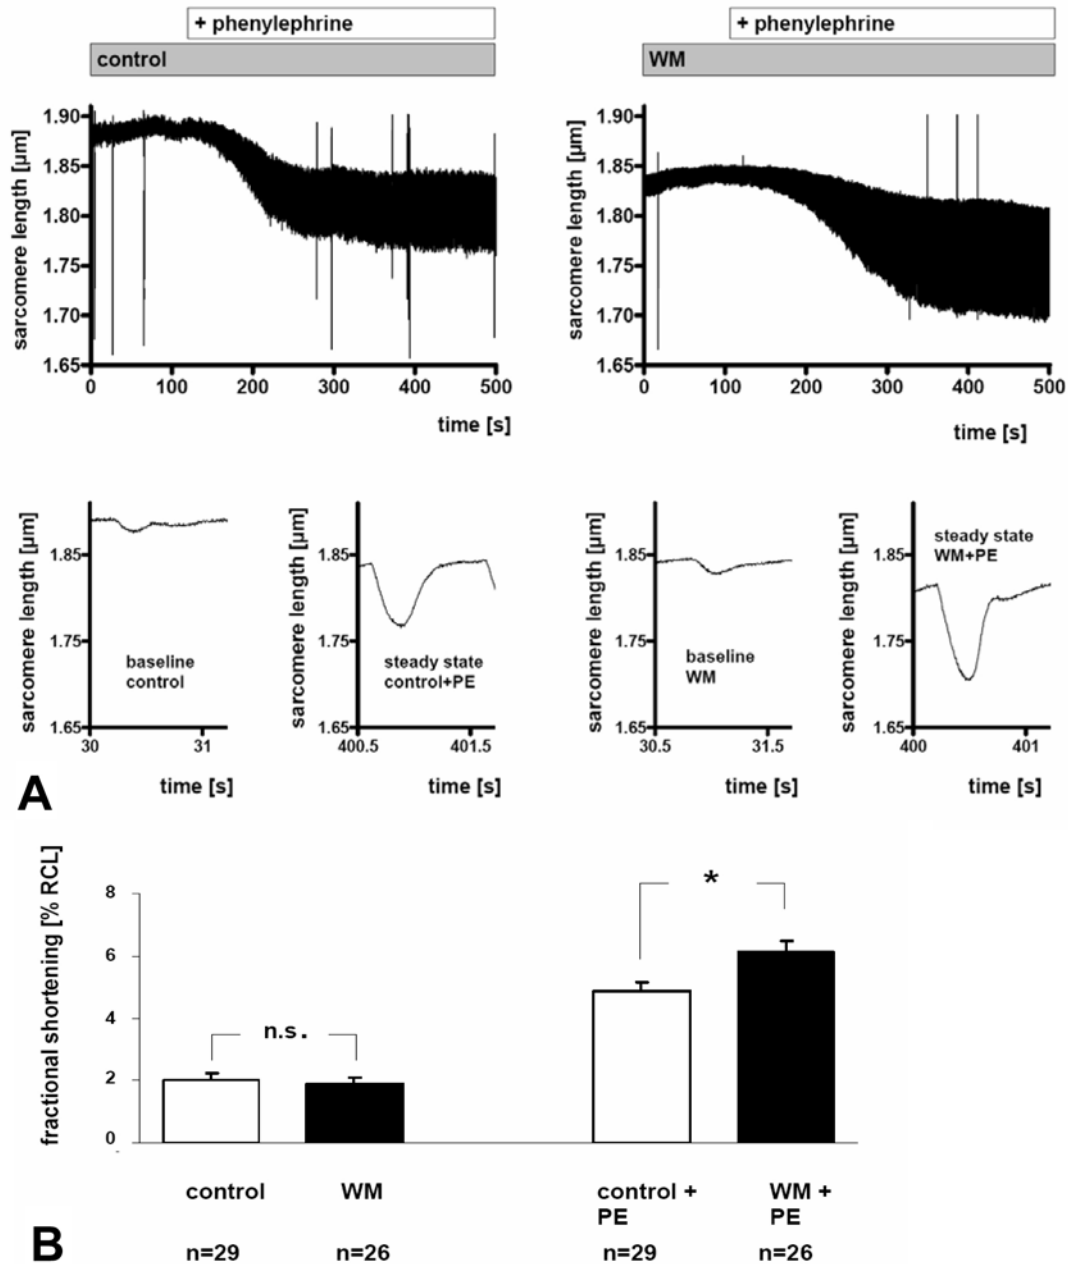 + phenylephrine
control
sarcomere length [µm]
1.90
1.85
1.80
1.75
1.70
1.65
0
100
200
300
400
500
time [s]
+ phenylephrine
WM
sarcomere length [µm]
1.90
1.85
1.80
1.75
1.70
1.65
0
100
200
300
400
500
time [s]
sarcomere length [µm]
1.85
1.75
1.65
baseline
control
30
31
time [s]
sarcomere length [µm]
1.85
1.75
1.65
steady state
control+PE
400.5
401.5
time [s]
sarcomere length [µm]
1.85
1.75
1.65
baseline
WM
30.5
31.5
time [s]
sarcomere length [µm]
1.85
1.75
1.65
steady state
WM+PE
400
401
time [s]
A
fractional shortening [% RCL]
8
6
4
2
0
n.s.
*
control
WM
control +
PE
WM +
PE
n=29
n=26
n=29
n=26
B